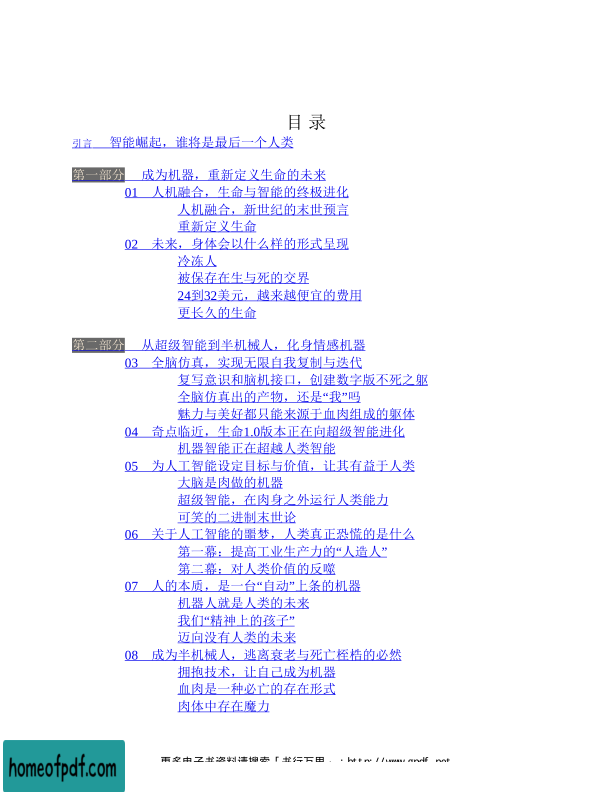 目 录
引言 智能崛起，谁将是最后一个人类
第一部分 成为机器，重新定义生命的未来
01 人机融合，生命与智能的终极进化
人机融合，新世纪的末世预言
重新定义生命
02 未来，身体会以什么样的形式呈现
冷冻人
被保存在生与死的交界
24到32美元，越来越便宜的费用
更长久的生命
第二部分 从超级智能到半机械人，化身情感机器
03 全脑仿真，实现无限自我复制与迭代
复写意识和脑机接口，创建数字版不死之躯
全脑仿真出的产物，还是“我”吗
魅力与美好都只能来源于血肉组成的躯体
04 奇点临近，生命1.0版本正在向超级智能进化
机器智能正在超越人类智能
05 为人工智能设定目标与价值，让其有益于人类
大脑是肉做的机器
超级智能，在肉身之外运行人类能力
可笑的二进制末世论
06 关于人工智能的噩梦，人类真正恐慌的是什么
第一幕：提高工业生产力的“人造人”
第二幕：对人类价值的反噬
07 人的本质，是一台“自动”上条的机器
机器人就是人类的未来
我们“精神上的孩子”
迈向没有人类的未来
08 成为半机械人，逃离衰老与死亡桎梏的必然
拥抱技术，让自己成为机器
血肉是一种必亡的存在形式
肉体中存在魔力
homeofpdf.com
更多电子书资料请搜索「书行万里」：http://www.gpdf.net